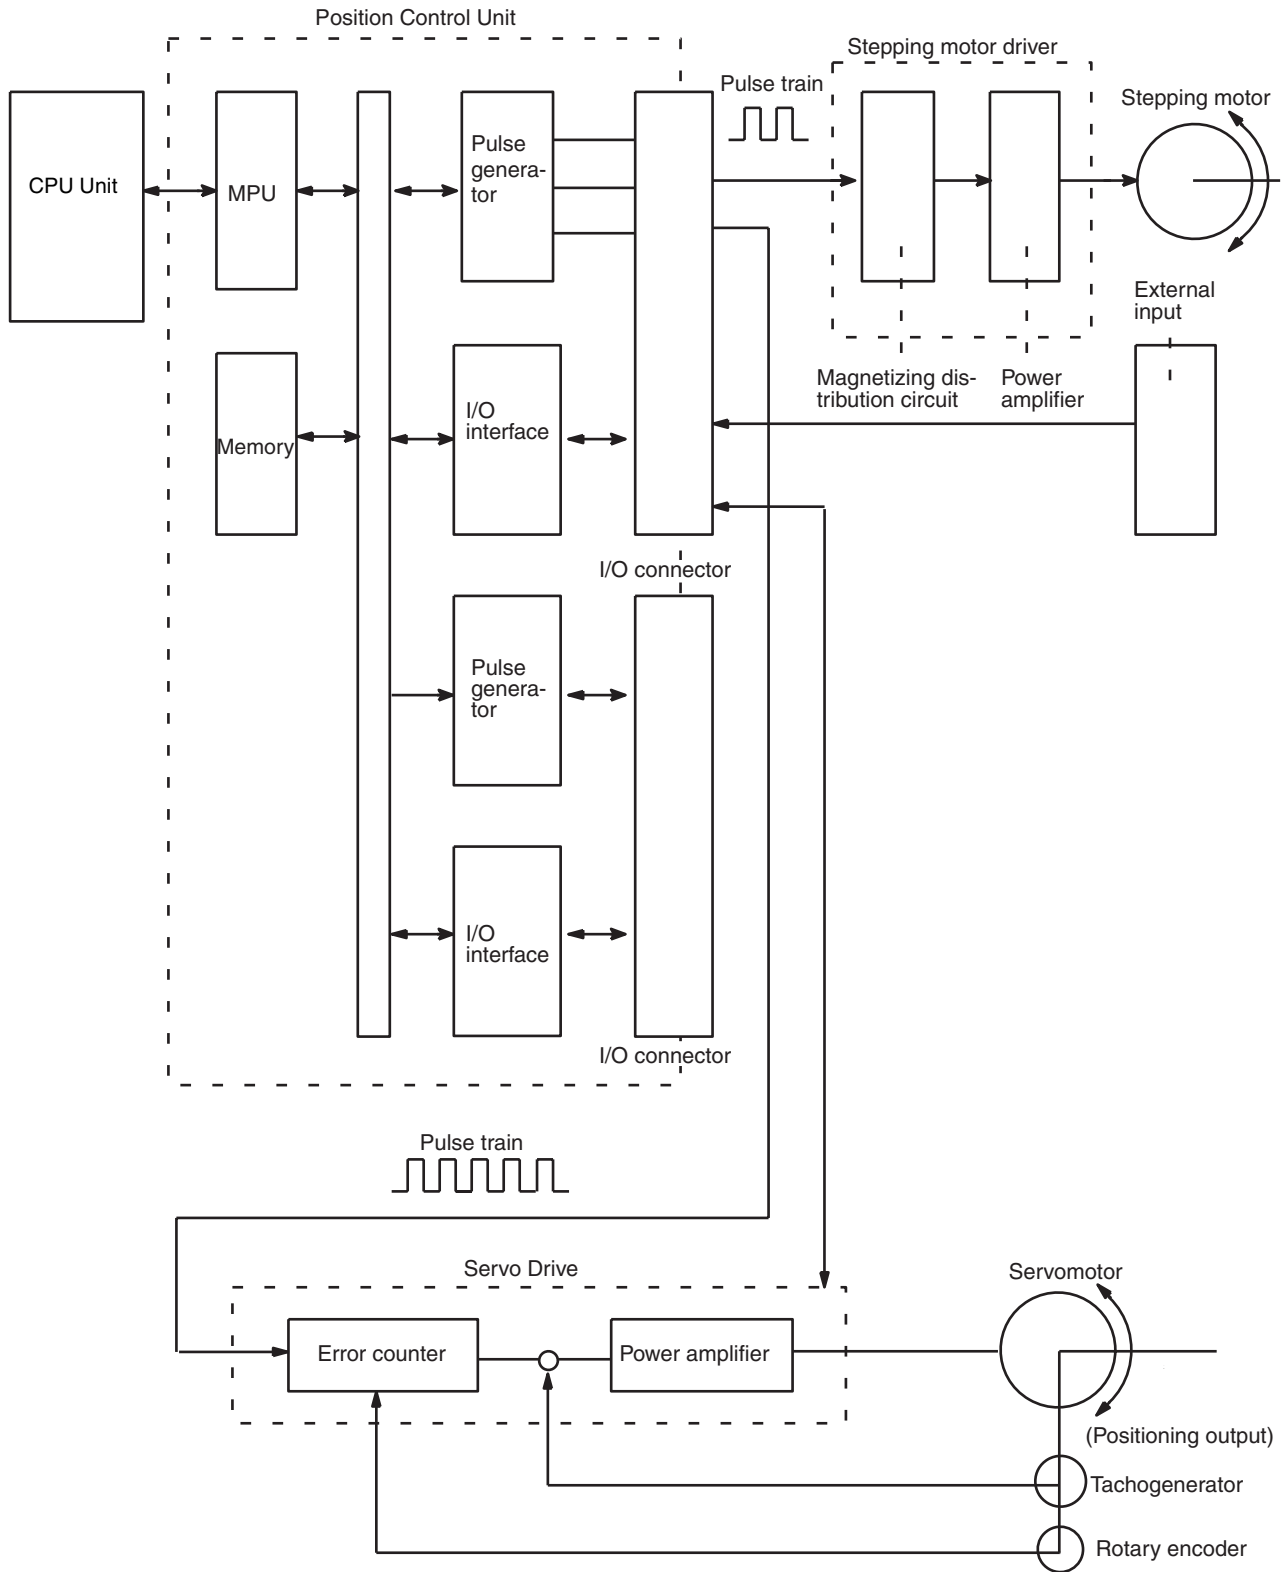 Position Control Unit
Stepping motor driver
Pulse train
Stepping motor
CPU Unit
MPU
Pulse
genera-
tor
External
input
Magnetizing dis-
tribution circuit
Power
amplifier
Memory
I/O
interface
I/O connector
Pulse
genera-
tor
I/O
interface
I/O connector
Pulse train
Servo Drive
Servomotor
Error counter
Power amplifier
(Positioning output)
Tachogenerator
Rotary encoder